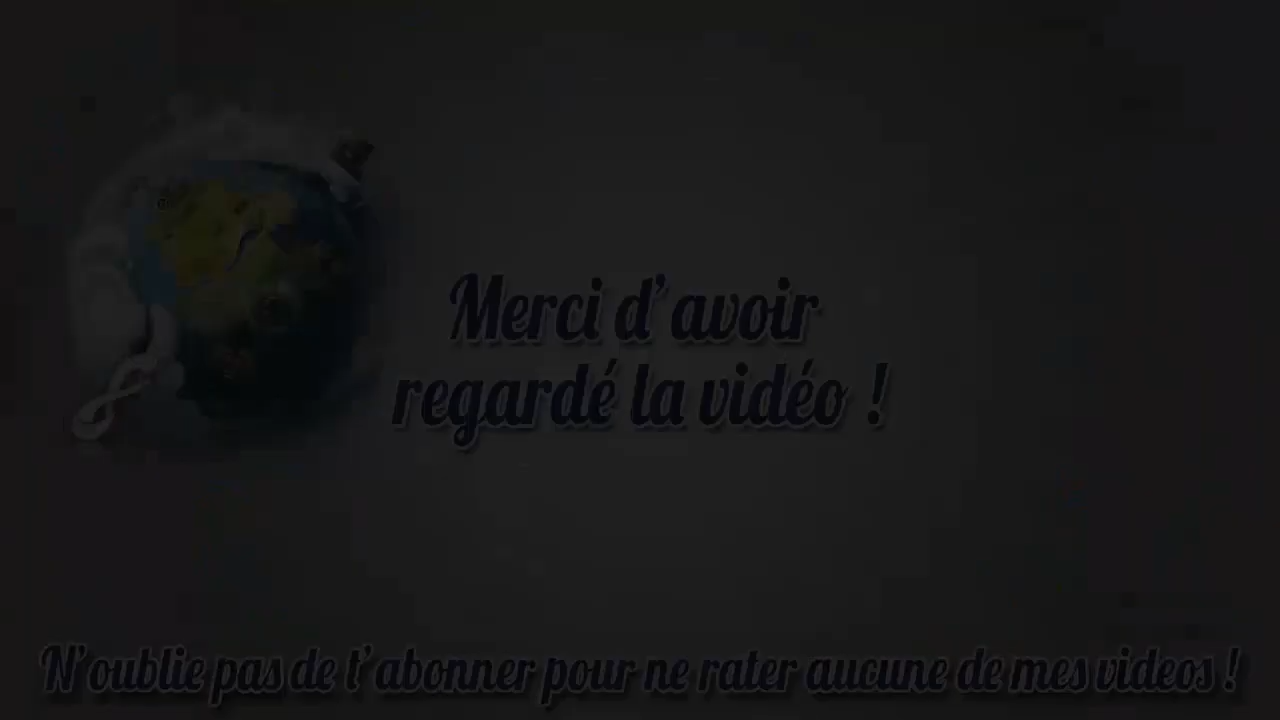 Merci d'avoir
regardé la vidéo !
N'oublie pas de t'abonner pour ne rater aucune de mes videos !